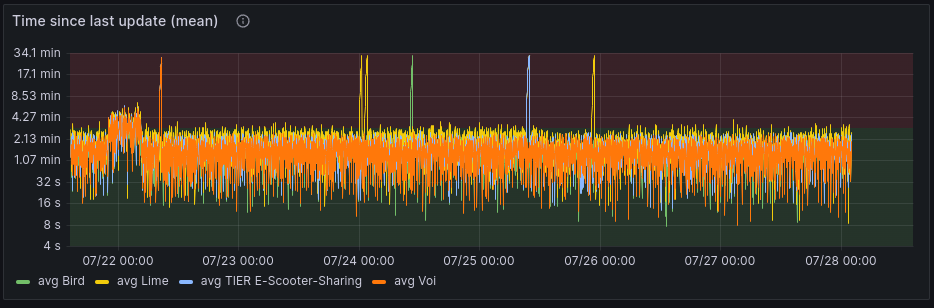 Time since last update (mean)
34.1 min
17.1 min
8.53 min
4.27 min
2.13 min
1.07 min
32 s
16 s
8 s
4 s
07/22 00:00 07/23 00:00 07/24 00:00 07/25 00:00 07/26 00:00 07/27 00:00 07/28 00:00
avg Bird avg Lime avg TIER E-Scooter-Sharing avg Voi